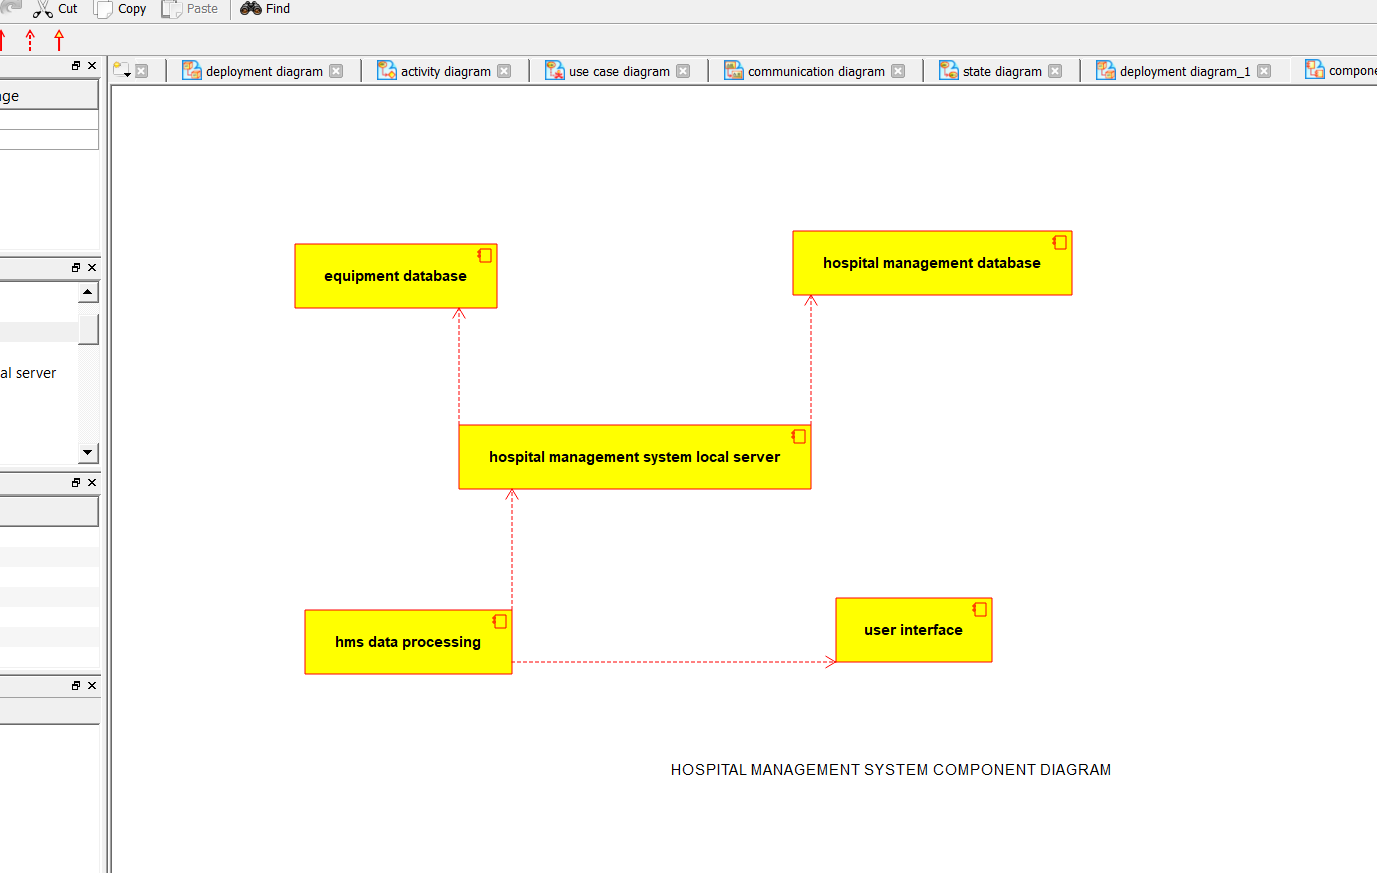 Cut Copy Paste Find
deployment diagram activity diagram use case diagram communication diagram state diagram deployment diagram_1
equipment database
hospital management database
al server
hospital management system local server
hms data processing
user interface
HOSPITAL MANAGEMENT SYSTEM COMPONENT DIAGRAM